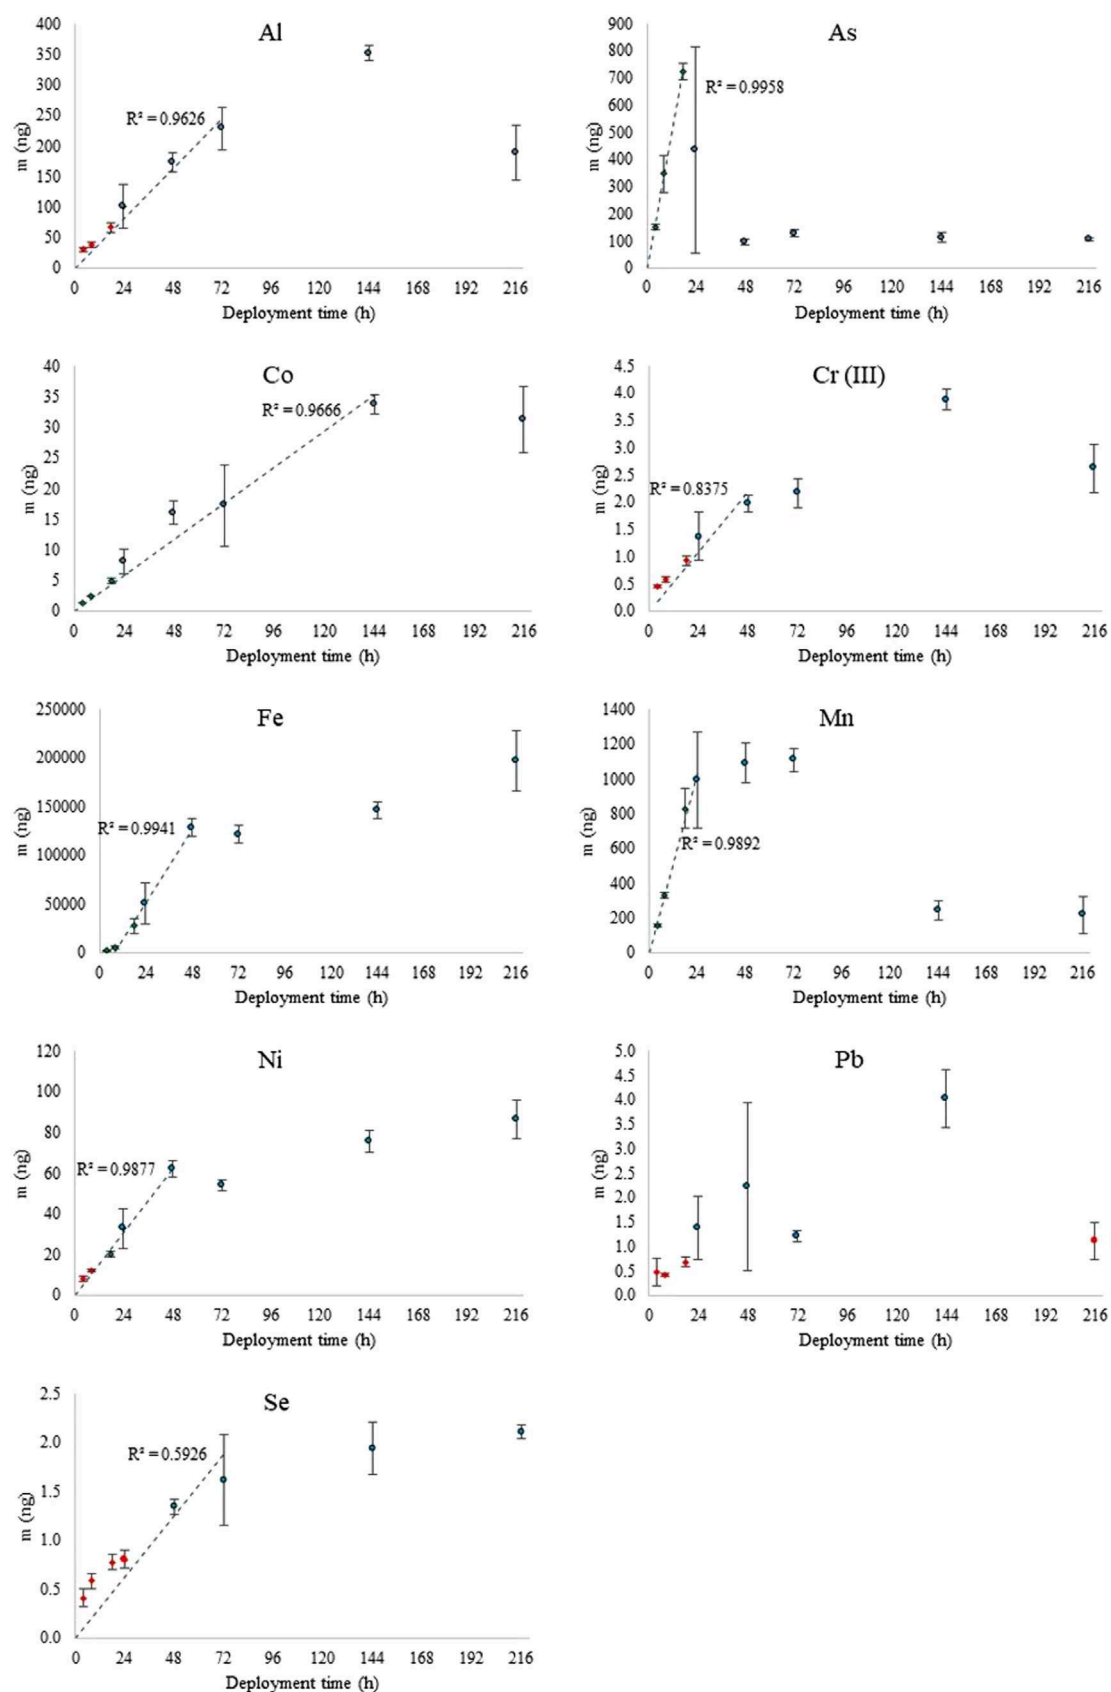 Al
m (ng)
400
350
300
250
200
150
100
50
0
R² = 0.9626
0 24 48 72 96 120 144 168 192 216
Deployment time (h)
As
m (ng)
900
800
700
600
500
400
300
200
100
0
R² = 0.9958
0 24 48 72 96 120 144 168 192 216
Deployment time (h)
Co
m (ng)
40
35
30
25
20
15
10
5
0
R² = 0.9666
0 24 48 72 96 120 144 168 192 216
Deployment time (h)
Cr (III)
m (ng)
4.5
4.0
3.5
3.0
2.5
2.0
1.5
1.0
0.5
0.0
R² = 0.8375
0 24 48 72 96 120 144 168 192 216
Deployment time (h)
Fe
m (ng)
250000
200000
150000
100000
50000
0
R² = 0.9941
0 24 48 72 96 120 144 168 192 216
Deployment time (h)
Mn
m (ng)
1400
1200
1000
800
600
400
200
0
R² = 0.9892
0 24 48 72 96 120 144 168 192 216
Deployment time (h)
Ni
m (ng)
120
100
80
60
40
20
0
R² = 0.9877
0 24 48 72 96 120 144 168 192 216
Deployment time (h)
Pb
m (ng)
5.0
4.5
4.0
3.5
3.0
2.5
2.0
1.5
1.0
0.5
0.0
0 24 48 72 96 120 144 168 192 216
Deployment time (h)
Se
m (ng)
2.5
2.0
1.5
1.0
0.5
0.0
R² = 0.5926
0 24 48 72 96 120 144 168 192 216
Deployment time (h)